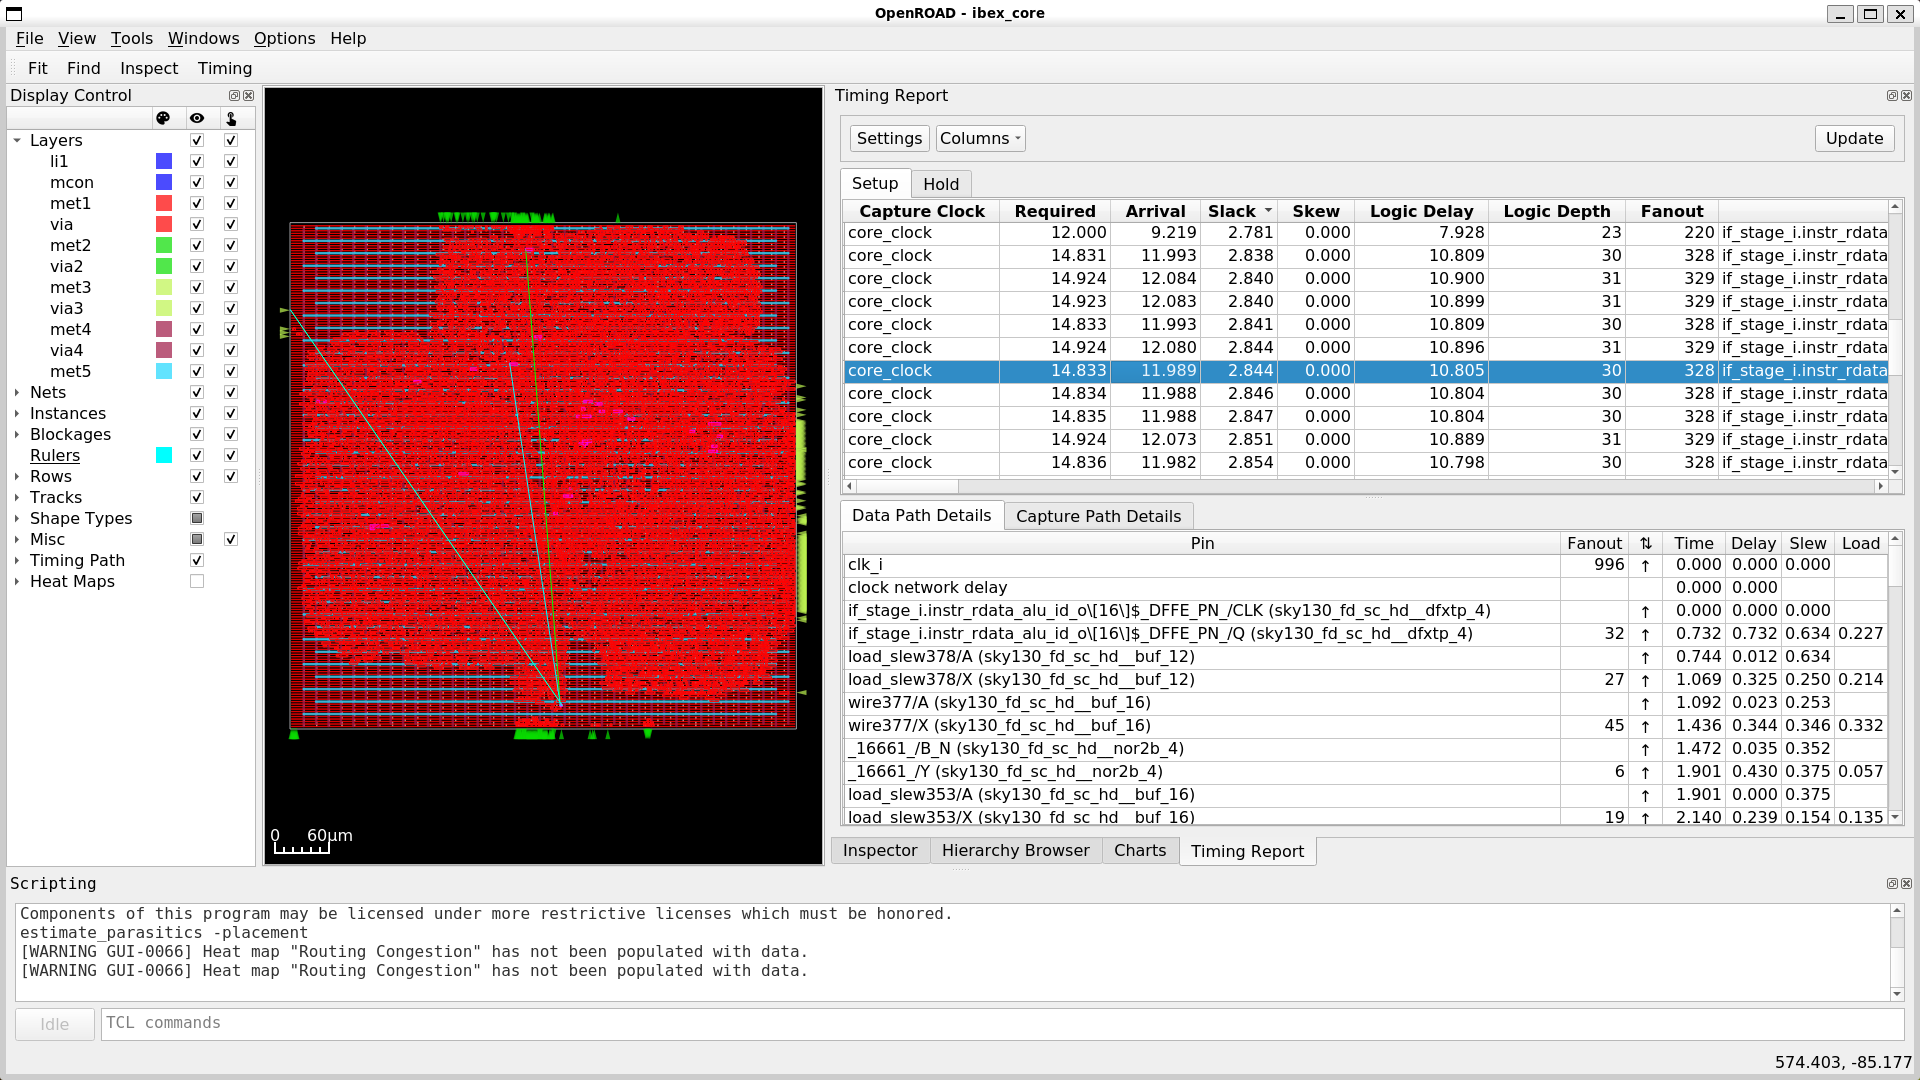 OpenROAD - ibex_core
File View Tools Windows Options Help
Fit Find Inspect Timing
Display Control
Layers
li1
mcon
met1
via
met2
via2
met3
via3
met4
via4
met5
Nets
Instances
Blockages
Rulers
Rows
Tracks
Shape Types
Misc
Timing Path
Heat Maps
0 60μm
Timing Report
Settings Columns Update
Setup Hold
Capture Clock Required Arrival Slack Skew Logic Delay Logic Depth Fanout
core_clock 12.000 9.219 2.781 0.000 7.928 23 220 if_stage_i.instr_rdata
core_clock 14.831 11.993 2.838 0.000 10.809 30 328 if_stage_i.instr_rdata
core_clock 14.924 12.084 2.840 0.000 10.900 31 329 if_stage_i.instr_rdata
core_clock 14.923 12.083 2.840 0.000 10.899 31 329 if_stage_i.instr_rdata
core_clock 14.833 11.993 2.841 0.000 10.809 30 328 if_stage_i.instr_rdata
core_clock 14.924 12.080 2.844 0.000 10.896 31 329 if_stage_i.instr_rdata
core_clock 14.833 11.989 2.844 0.000 10.805 30 328 if_stage_i.instr_rdata
core_clock 14.834 11.988 2.846 0.000 10.804 30 328 if_stage_i.instr_rdata
core_clock 14.835 11.988 2.847 0.000 10.804 30 328 if_stage_i.instr_rdata
core_clock 14.924 12.073 2.851 0.000 10.889 31 329 if_stage_i.instr_rdata
core_clock 14.836 11.982 2.854 0.000 10.798 30 328 if_stage_i.instr_rdata
Data Path Details Capture Path Details
Pin Fanout ⇅ Time Delay Slew Load
clk_i 996 ↑ 0.000 0.000 0.000
clock network delay 0.000 0.000
if_stage_i.instr_rdata_alu_id_o\[16\]$_DFFE_PN_/CLK (sky130_fd_sc_hd__dfxtp_4) ↑ 0.000 0.000 0.000
if_stage_i.instr_rdata_alu_id_o\[16\]$_DFFE_PN_/Q (sky130_fd_sc_hd__dfxtp_4) 32 ↑ 0.732 0.732 0.634 0.227
load_slew378/A (sky130_fd_sc_hd__buf_12) ↑ 0.744 0.012 0.634
load_slew378/X (sky130_fd_sc_hd__buf_12) 27 ↑ 1.069 0.325 0.250 0.214
wire377/A (sky130_fd_sc_hd__buf_16) ↑ 1.092 0.023 0.253
wire377/X (sky130_fd_sc_hd__buf_16) 45 ↑ 1.436 0.344 0.346 0.332
_16661_/B_N (sky130_fd_sc_hd__nor2b_4) ↑ 1.472 0.035 0.352
_16661_/Y (sky130_fd_sc_hd__nor2b_4) 6 ↑ 1.901 0.430 0.375 0.057
load_slew353/A (sky130_fd_sc_hd__buf_16) ↑ 1.901 0.000 0.375
load_slew353/X (sky130_fd_sc_hd__buf_16) 19 ↑ 2.140 0.239 0.154 0.135
Inspector Hierarchy Browser Charts Timing Report
Scripting
Components of this program may be licensed under more restrictive licenses which must be honored.
estimate_parasitics -placement
[WARNING GUI-0066] Heat map "Routing Congestion" has not been populated with data.
[WARNING GUI-0066] Heat map "Routing Congestion" has not been populated with data.
Idle TCL commands
574.403, -85.177